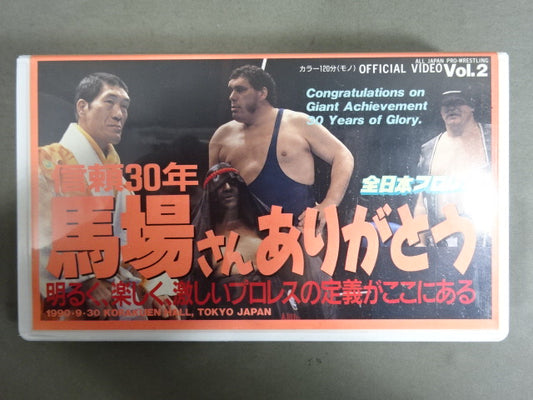 ALL JAPAN PRO-WRESTLING
カラー120分(モノ) OFFICIAL VIDEO Vol.2
Congratulations on
Giant Achievement
30 Years of Glory.
信頼30年
全日本プロレス
馬場さんありがとう
明るく、楽しく、激しいプロレスの定義がここにある
1990・9・30 KORAKUEN HALL, TOKYO JAPAN